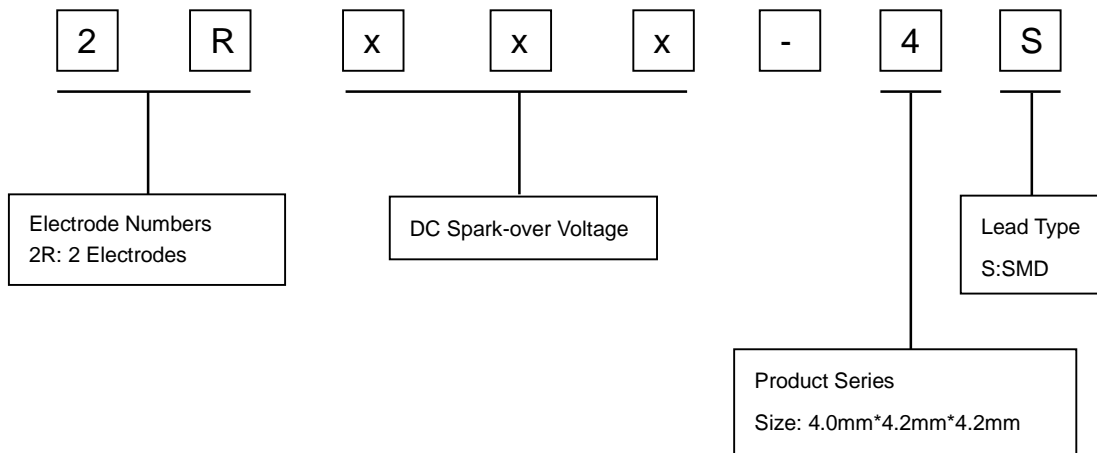 2 R x x x - 4 S
Electrode Numbers
2R: 2 Electrodes
DC Spark-over Voltage
Lead Type
S:SMD
Product Series
Size: 4.0mm*4.2mm*4.2mm